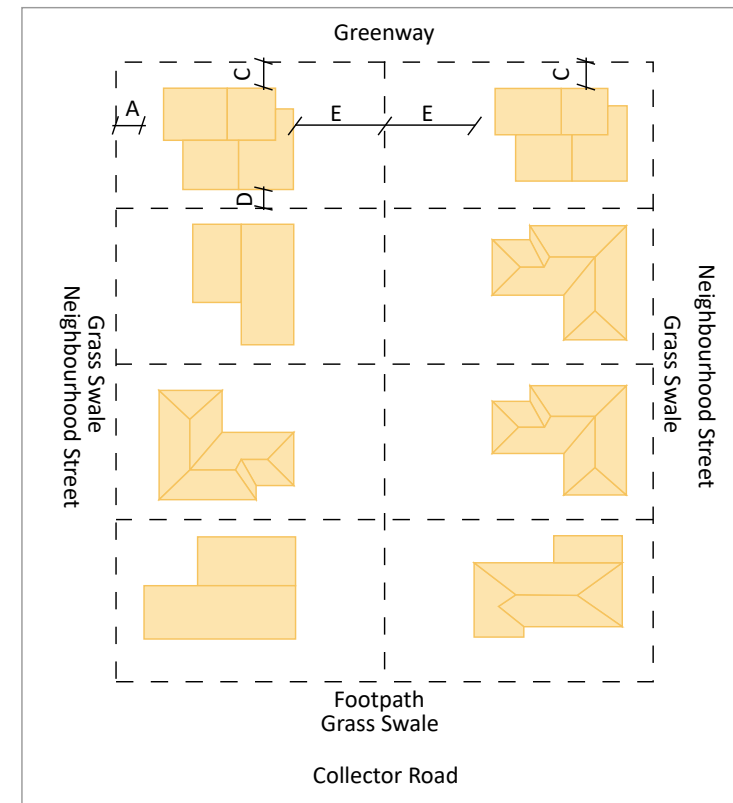 Greenway
C
C
A
E
E
D
Grass Swale
Neighbourhood Street
Neighbourhood Street
Grass Swale
Footpath
Grass Swale
Collector Road